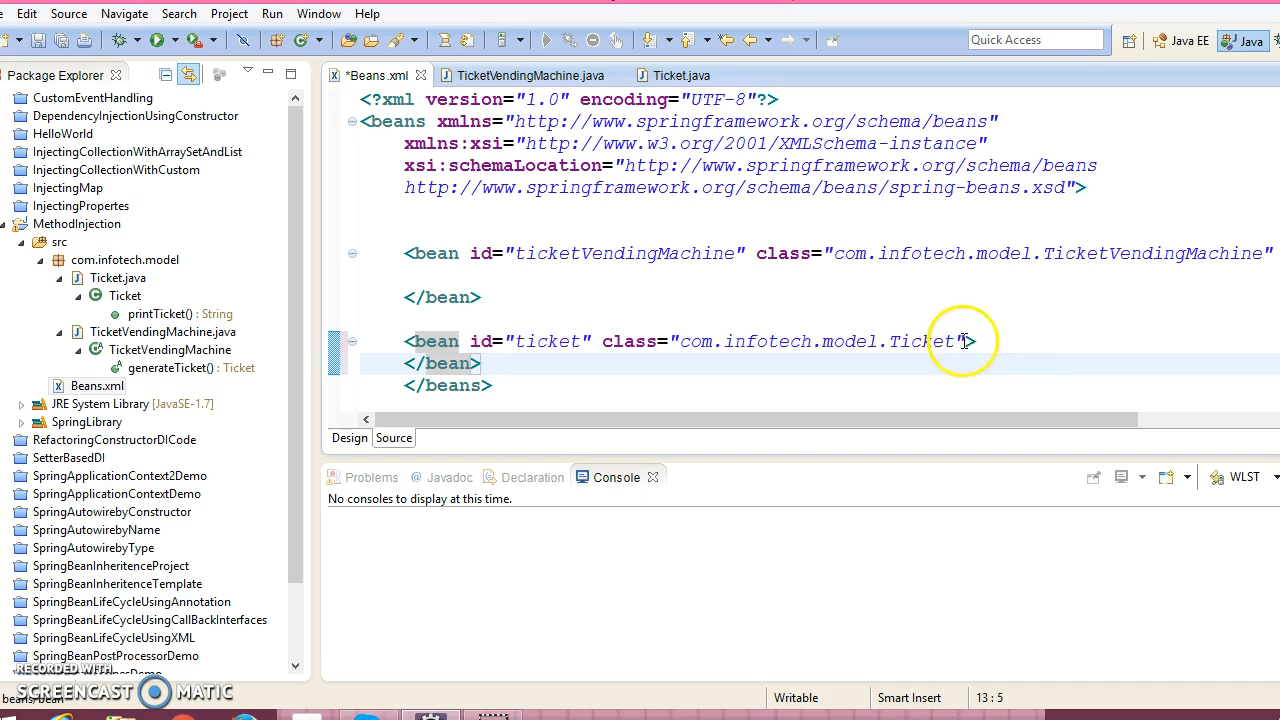 Edit Source Navigate Search Project Run Window Help
Quick Access Java EE Java
Package Explorer
*Beans.xml TicketVendingMachine.java Ticket.java
CustomEventHandling
DependencyInjectionUsingConstructor
HelloWorld
InjectingCollectionWithArraySetAndList
InjectingCollectionWithCustom
InjectingMap
InjectingPropertes
MethodInjection
src
com.infotech.model
Ticket.java
Ticket
printTicket() : String
TicketVendingMachine.java
TicketVendingMachine
generateTicket() : Ticket
Beans.xml
JRE System Library [JavaSE-1.7]
SpringLibrary
RefactoringConstructorDICode
SetterBasedDI
SpringApplicationContext2Demo
SpringApplicationContextDemo
SpringAutowirebyConstructor
SpringAutowirebyName
SpringAutowirebyType
SpringBeanInheritenceProject
SpringBeanInheritenceTemplate
SpringBeanLifeCycleUsingAnnotation
SpringBeanLifeCycleUsingCallBackInterfaces
SpringBeanLifeCycleUsingXML
SpringBeanPostProcessorDemo
<?xml version="1.0" encoding="UTF-8"?>
<beans xmlns="http://www.springframework.org/schema/beans"
xmlns:xsi="http://www.w3.org/2001/XMLSchema-instance"
xsi:schemaLocation="http://www.springframework.org/schema/beans
http://www.springframework.org/schema/beans/spring-beans.xsd">
<bean id="ticketVendingMachine" class="com.infotech.model.TicketVendingMachine"
</bean>
<bean id="ticket" class="com.infotech.model.Ticket">
</bean>
</beans>
Design Source
Problems Javadoc Declaration Console
WLST
No consoles to display at this time.
RECORDED WITH
SCREENCAST MATIC
beans/bean
Writable Smart Insert 13 : 5